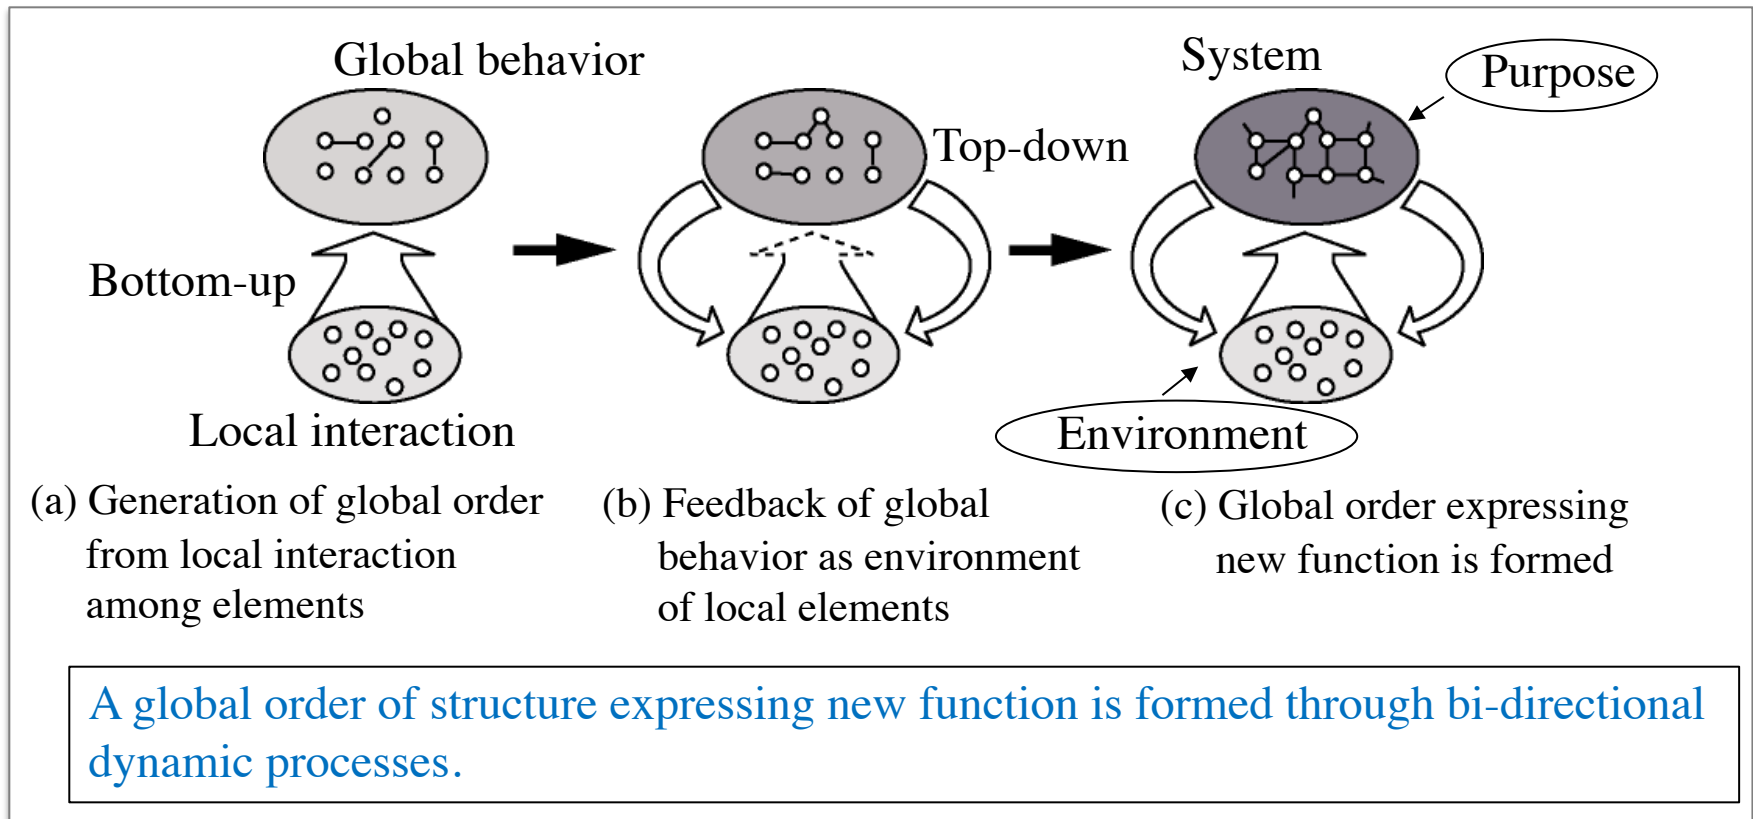 Global behavior
System
Purpose
Top-down
Bottom-up
Local interaction
Environment
(a) Generation of global order
from local interaction
among elements
(b) Feedback of global
behavior as environment
of local elements
(c) Global order expressing
new function is formed
A global order of structure expressing new function is formed through bi-directional
dynamic processes.